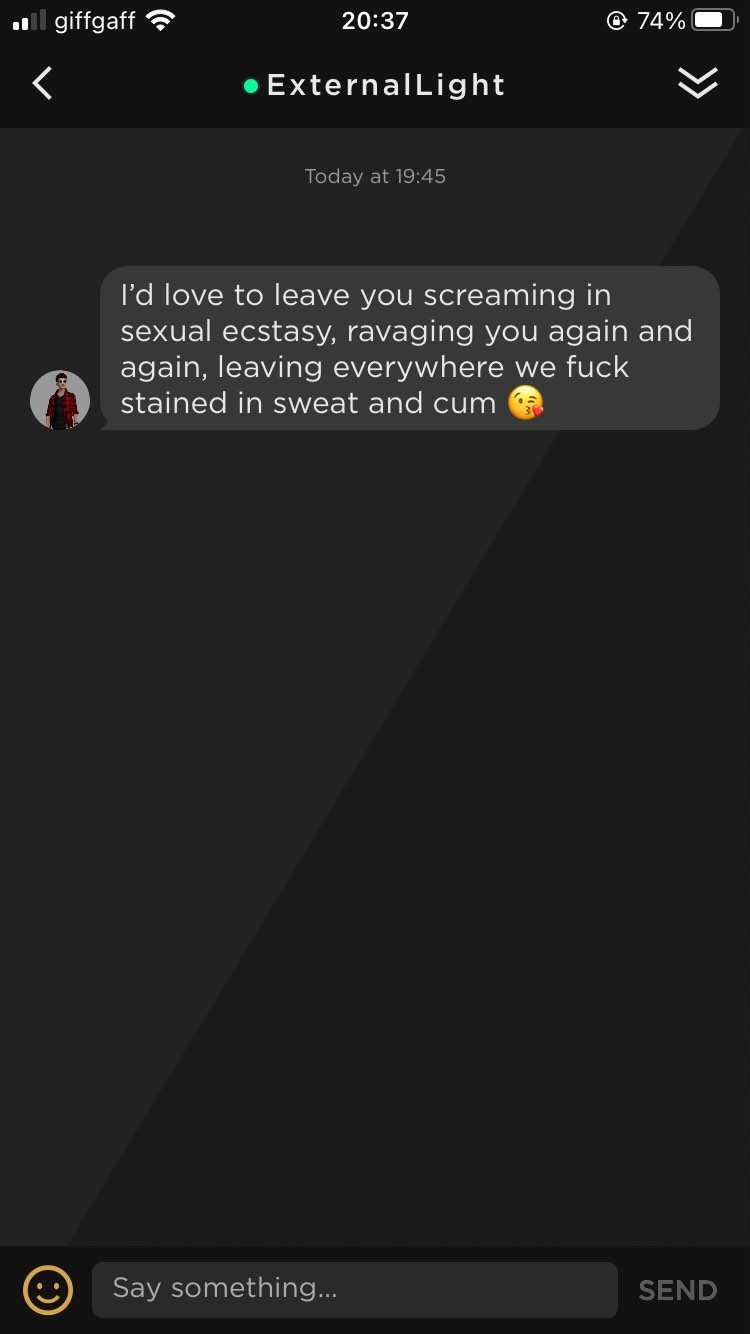 giffgaff 20:37 74%
ExternalLight
Today at 19:45
I’d love to leave you screaming in
sexual ecstasy, ravaging you again and
again, leaving everywhere we fuck
stained in sweat and cum 😘
Say something... SEND